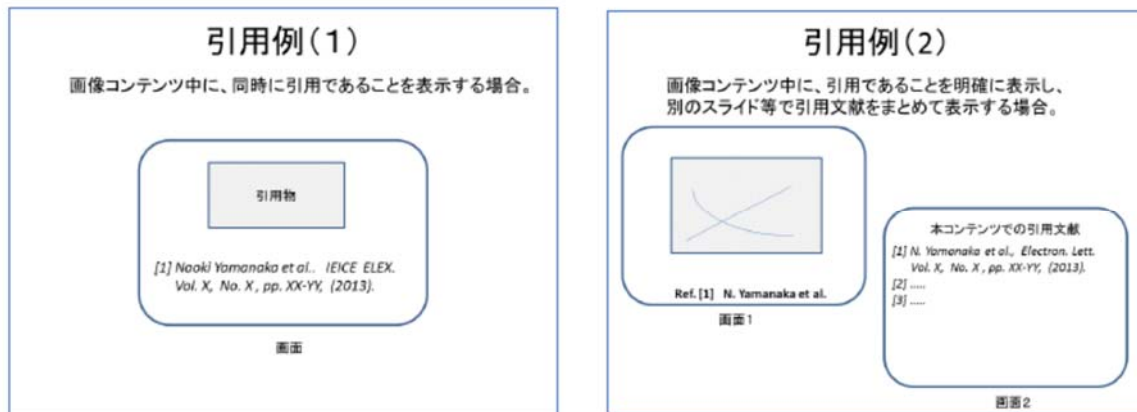 引用例(1)
画像コンテンツ中に、同時に引用であることを表示する場合。
引用物
[1] Naoki Yamanaka et al.. IEICE ELEX.
Vol. X, No. X , pp. XX-YY, (2013).
画面
引用例(2)
画像コンテンツ中に、引用であることを明確に表示し、
別のスライド等で引用文献をまとめて表示する場合。
Ref. [1] N. Yamanaka et al.
画面1
本コンテンツでの引用文献
[1] N. Yamanaka et al., Electron. Lett.
Vol. X, No. X , pp. XX-YY, (2013).
[2] .....
[3] .....
画面2